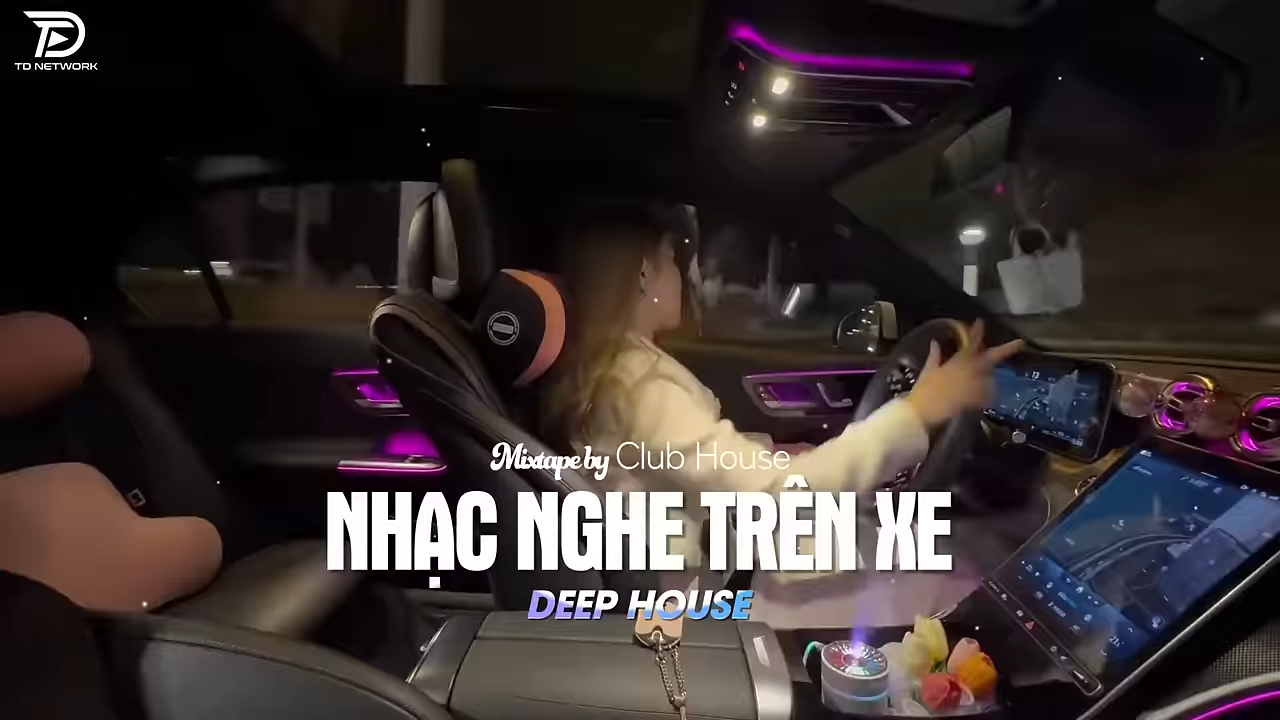 TD NETWORK
Mixtape by Club House
NHẠC NGHE TRÊN XE
DEEP HOUSE